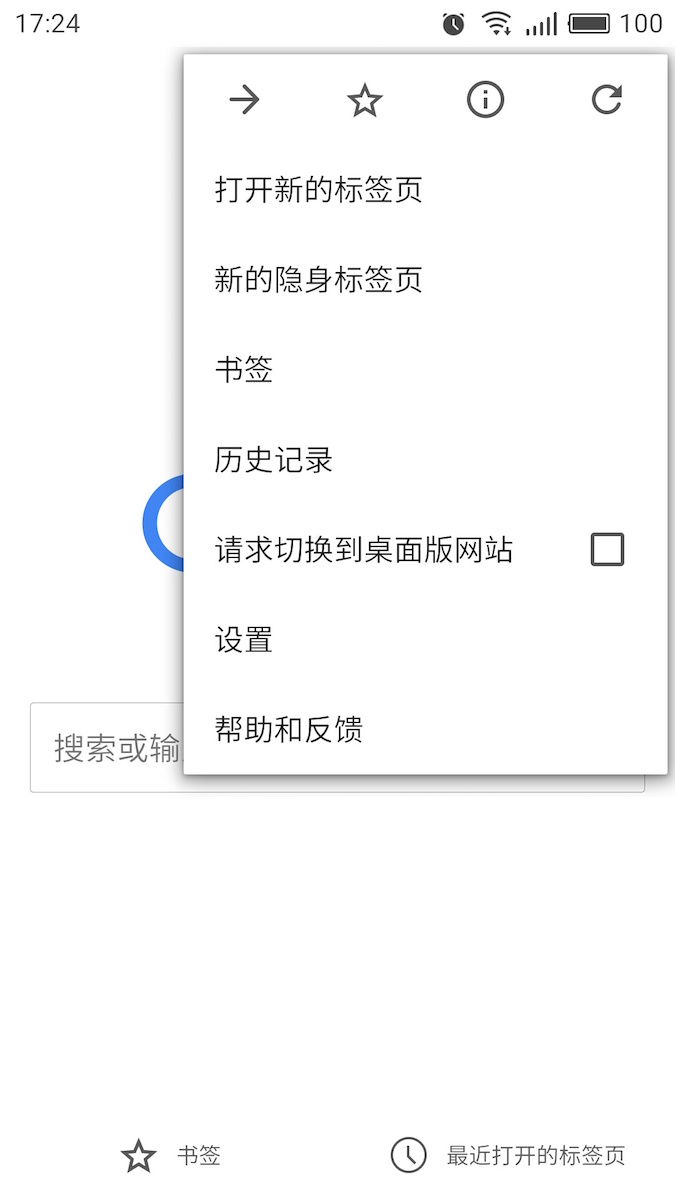 17:24
100
打开新的标签页
新的隐身标签页
书签
历史记录
请求切换到桌面版网站
设置
帮助和反馈
搜索或输
书签
最近打开的标签页